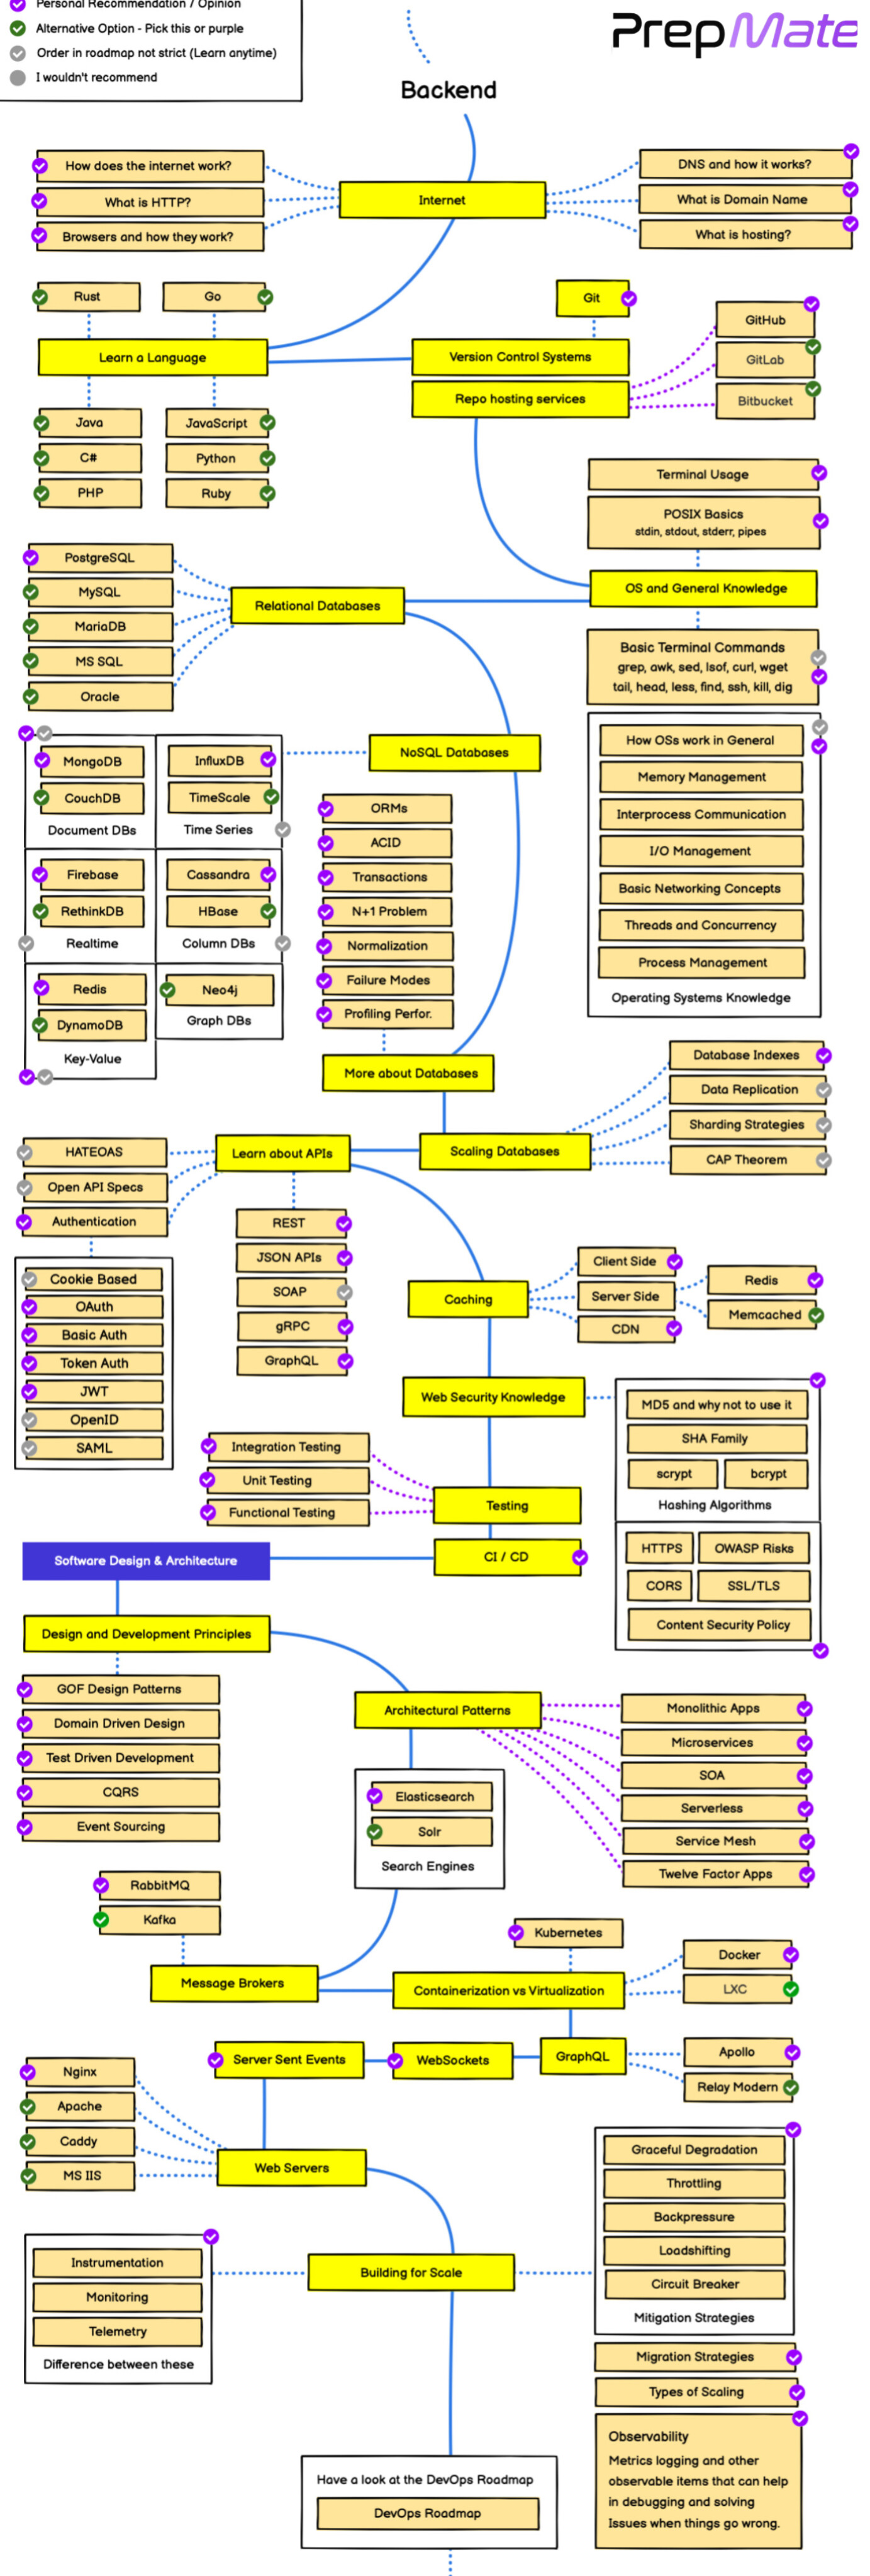 Personal Recommendation / Opinion
Alternative Option - Pick this or purple
Order in roadmap not strict (Learn anytime)
I wouldn't recommend
PrepMate
Backend
How does the internet work?
What is HTTP?
Browsers and how they work?
Internet
DNS and how it works?
What is Domain Name
What is hosting?
Rust
Go
Learn a Language
Java
JavaScript
C#
Python
PHP
Ruby
Git
Version Control Systems
Repo hosting services
GitHub
GitLab
Bitbucket
Terminal Usage
POSIX Basics
stdin, stdout, stderr, pipes
OS and General Knowledge
Basic Terminal Commands
grep, awk, sed, lsof, curl, wget
tail, head, less, find, ssh, kill, dig
How OSs work in General
Memory Management
Interprocess Communication
I/O Management
Basic Networking Concepts
Threads and Concurrency
Process Management
Operating Systems Knowledge
PostgreSQL
MySQL
MariaDB
MS SQL
Oracle
Relational Databases
NoSQL Databases
MongoDB
CouchDB
Document DBs
InfluxDB
TimeScale
Time Series
Firebase
RethinkDB
Realtime
Cassandra
HBase
Column DBs
Redis
DynamoDB
Key-Value
Neo4j
Graph DBs
ORMs
ACID
Transactions
N+1 Problem
Normalization
Failure Modes
Profiling Perfor.
More about Databases
Database Indexes
Data Replication
Sharding Strategies
CAP Theorem
Scaling Databases
Learn about APIs
HATEOAS
Open API Specs
Authentication
Cookie Based
OAuth
Basic Auth
Token Auth
JWT
OpenID
SAML
REST
JSON APIs
SOAP
gRPC
GraphQL
Caching
Client Side
Server Side
CDN
Redis
Memcached
Web Security Knowledge
MD5 and why not to use it
SHA Family
scrypt
bcrypt
Hashing Algorithms
HTTPS
OWASP Risks
CORS
SSL/TLS
Content Security Policy
Integration Testing
Unit Testing
Functional Testing
Testing
CI / CD
Software Design & Architecture
Design and Development Principles
GOF Design Patterns
Domain Driven Design
Test Driven Development
CQRS
Event Sourcing
Architectural Patterns
Monolithic Apps
Microservices
SOA
Serverless
Service Mesh
Twelve Factor Apps
Elasticsearch
Solr
Search Engines
RabbitMQ
Kafka
Message Brokers
Kubernetes
Containerization vs Virtualization
Docker
LXC
Server Sent Events
WebSockets
GraphQL
Apollo
Relay Modern
Nginx
Apache
Caddy
MS IIS
Web Servers
Graceful Degradation
Throttling
Backpressure
Loadshifting
Circuit Breaker
Mitigation Strategies
Instrumentation
Monitoring
Telemetry
Difference between these
Building for Scale
Migration Strategies
Types of Scaling
Observability
Metrics logging and other
observable items that can help
in debugging and solving
Issues when things go wrong.
Have a look at the DevOps Roadmap
DevOps Roadmap